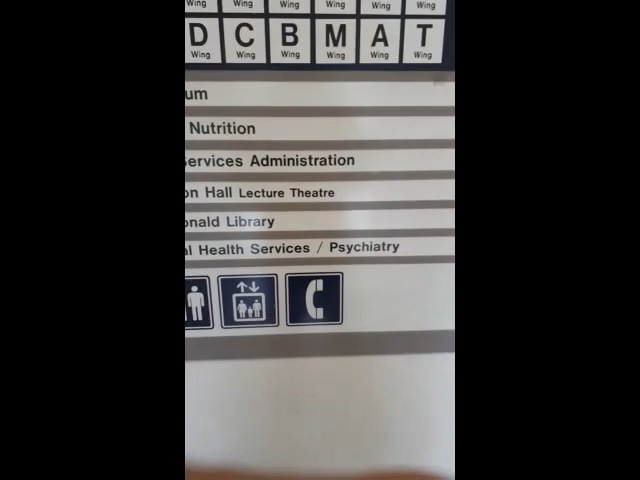 Wing Wing Wing Wing Wing Wing
D C B M A T
Wing Wing Wing Wing Wing Wing
um
Nutrition
Services Administration
on Hall Lecture Theatre
onald Library
al Health Services / Psychiatry